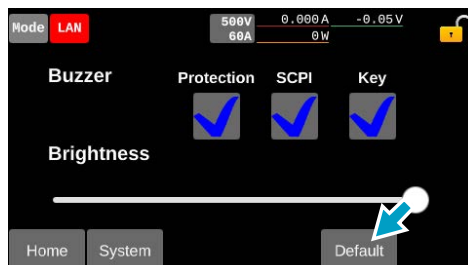 Mode LAN 500V 0.000 A -0.05 V
60A 0 W
Buzzer Protection SCPI Key
Brightness
Home System Default